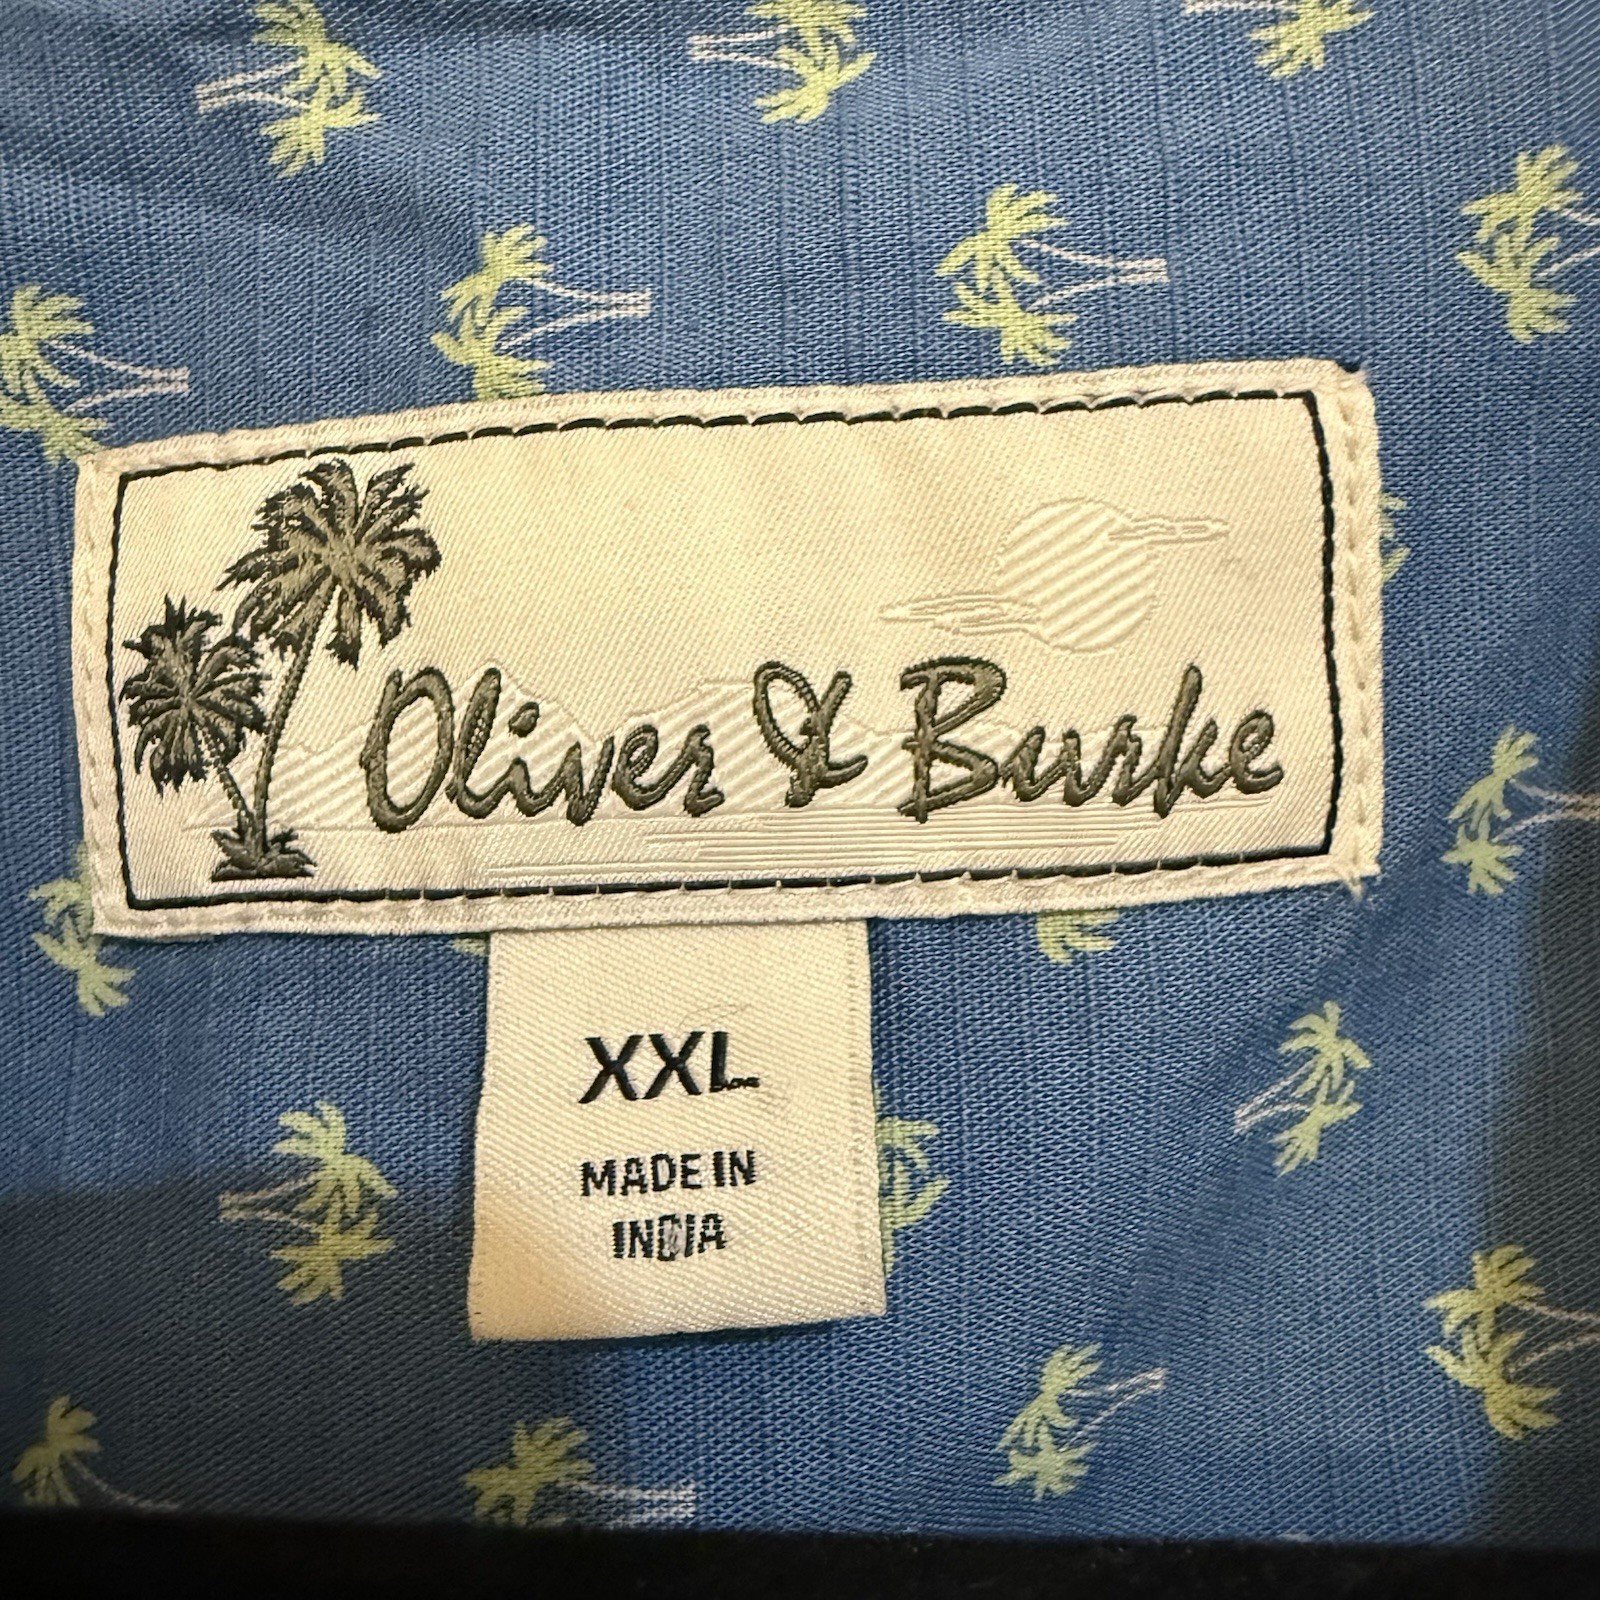 Oliver & Burke
XXL
MADE IN
INDIA